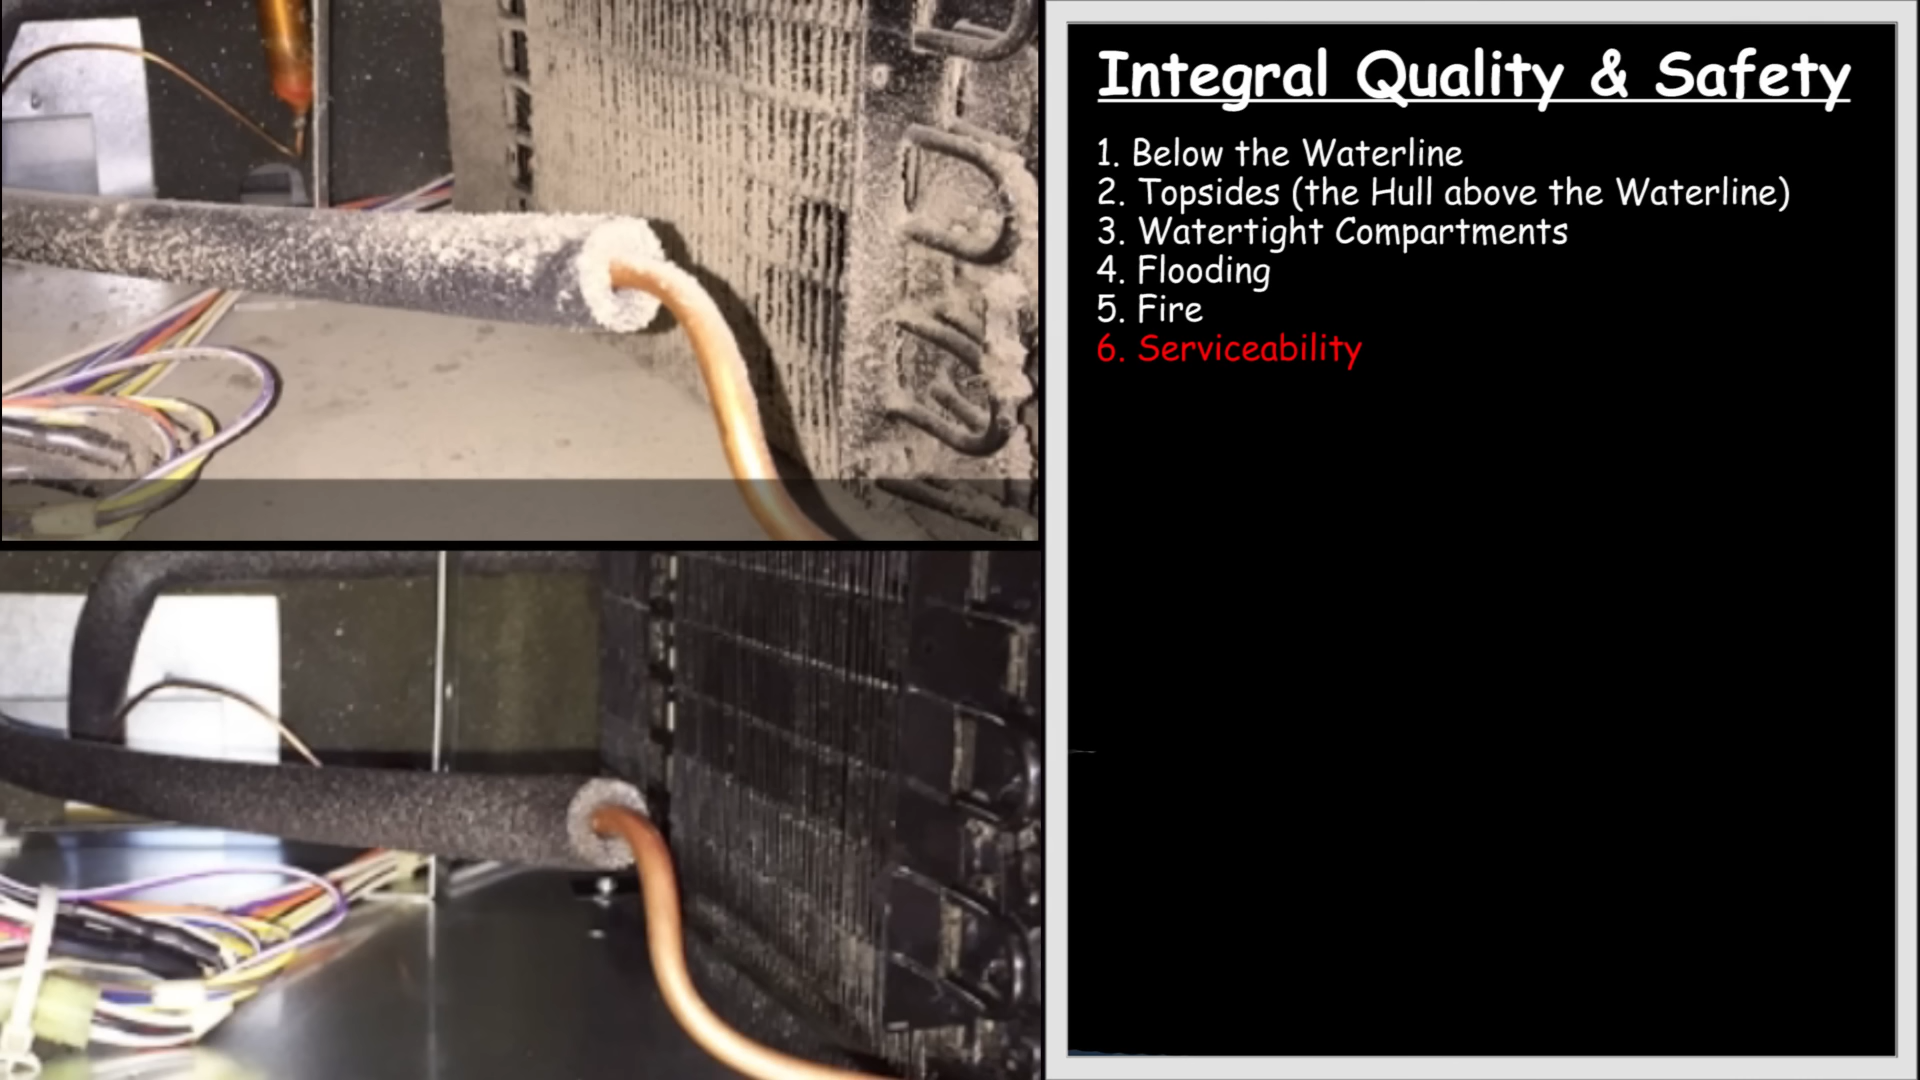 Integral Quality & Safety
1. Below the Waterline
2. Topsides (the Hull above the Waterline)
3. Watertight Compartments
4. Flooding
5. Fire
6. Serviceability